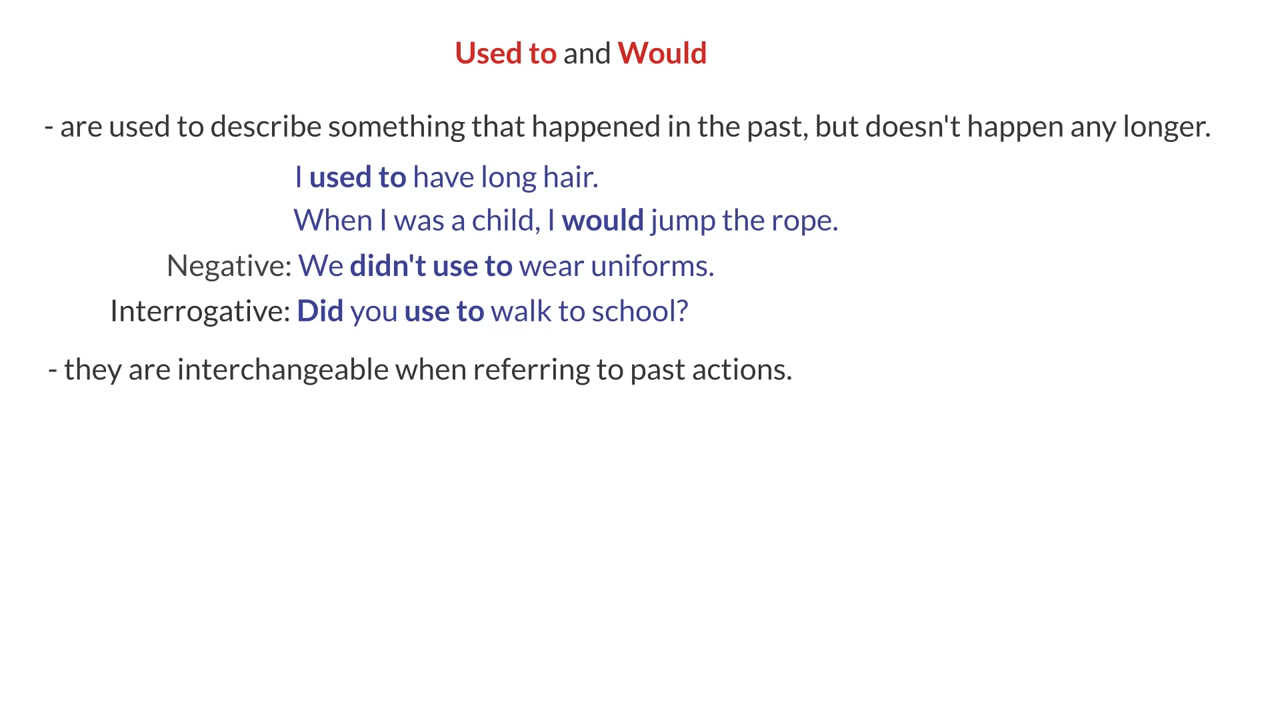 Used to and Would
- are used to describe something that happened in the past, but doesn't happen any longer.
I used to have long hair.
When I was a child, I would jump the rope.
Negative: We didn't use to wear uniforms.
Interrogative: Did you use to walk to school?
- they are interchangeable when referring to past actions.